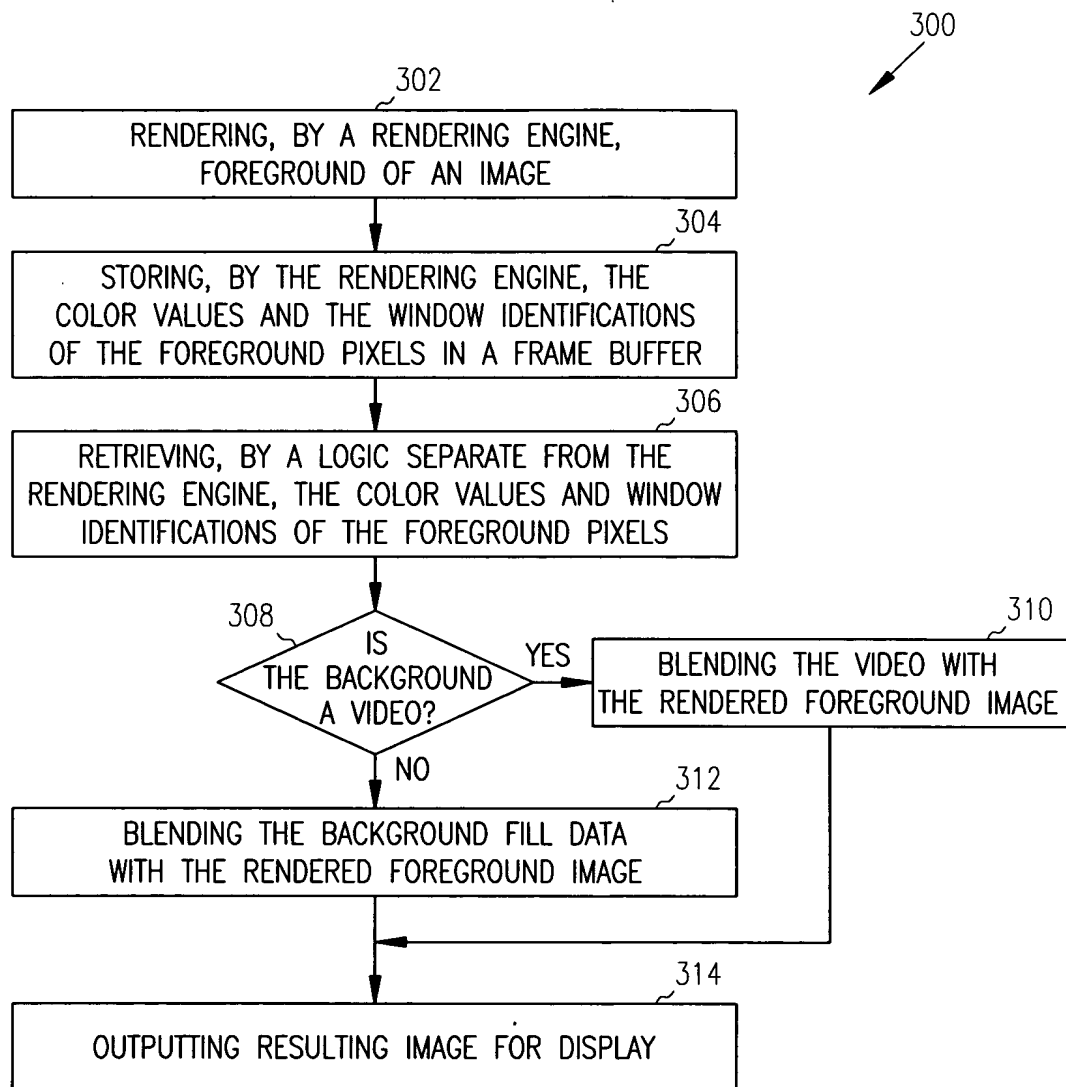 300
302
RENDERING, BY A RENDERING ENGINE,
FOREGROUND OF AN IMAGE
304
STORING, BY THE RENDERING ENGINE, THE
COLOR VALUES AND THE WINDOW IDENTIFICATIONS
OF THE FOREGROUND PIXELS IN A FRAME BUFFER
306
RETRIEVING, BY A LOGIC SEPARATE FROM THE
RENDERING ENGINE, THE COLOR VALUES AND WINDOW
IDENTIFICATIONS OF THE FOREGROUND PIXELS
308
IS
THE BACKGROUND
A VIDEO?
YES
310
BLENDING THE VIDEO WITH
THE RENDERED FOREGROUND IMAGE
NO
312
BLENDING THE BACKGROUND FILL DATA
WITH THE RENDERED FOREGROUND IMAGE
314
OUTPUTTING RESULTING IMAGE FOR DISPLAY